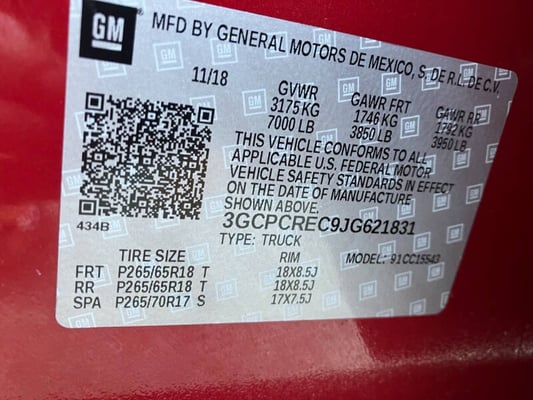 GM
MFD BY GENERAL MOTORS DE MEXICO, S. DE R.L. DE C.V.
11/18 GVWR GAWR FRT GAWR RR
3175 KG 1746 KG 1792 KG
7000 LB 3850 LB 3950 LB
THIS VEHICLE CONFORMS TO ALL
APPLICABLE U.S. FEDERAL MOTOR
VEHICLE SAFETY STANDARDS IN EFFECT
ON THE DATE OF MANUFACTURE
SHOWN ABOVE.
434B 3GCPCREC9JG621831
TYPE: TRUCK
TIRE SIZE RIM MODEL: 91CC15543
FRT P265/65R18 T 18X8.5J
RR P265/65R18 T 18X8.5J
SPA P265/70R17 S 17X7.5J